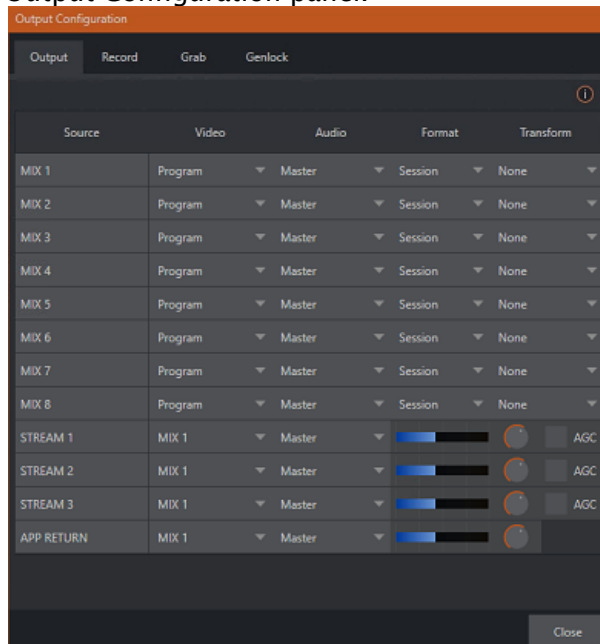 Output Configuration panel.
Output Configuration
Output Record Grab Genlock
Source Video Audio Format Transform
MIX 1 Program Master Session None
MIX 2 Program Master Session None
MIX 3 Program Master Session None
MIX 4 Program Master Session None
MIX 5 Program Master Session None
MIX 6 Program Master Session None
MIX 7 Program Master Session None
MIX 8 Program Master Session None
STREAM 1 MIX 1 Master AGC
STREAM 2 MIX 1 Master AGC
STREAM 3 MIX 1 Master AGC
APP RETURN MIX 1 Master
Close